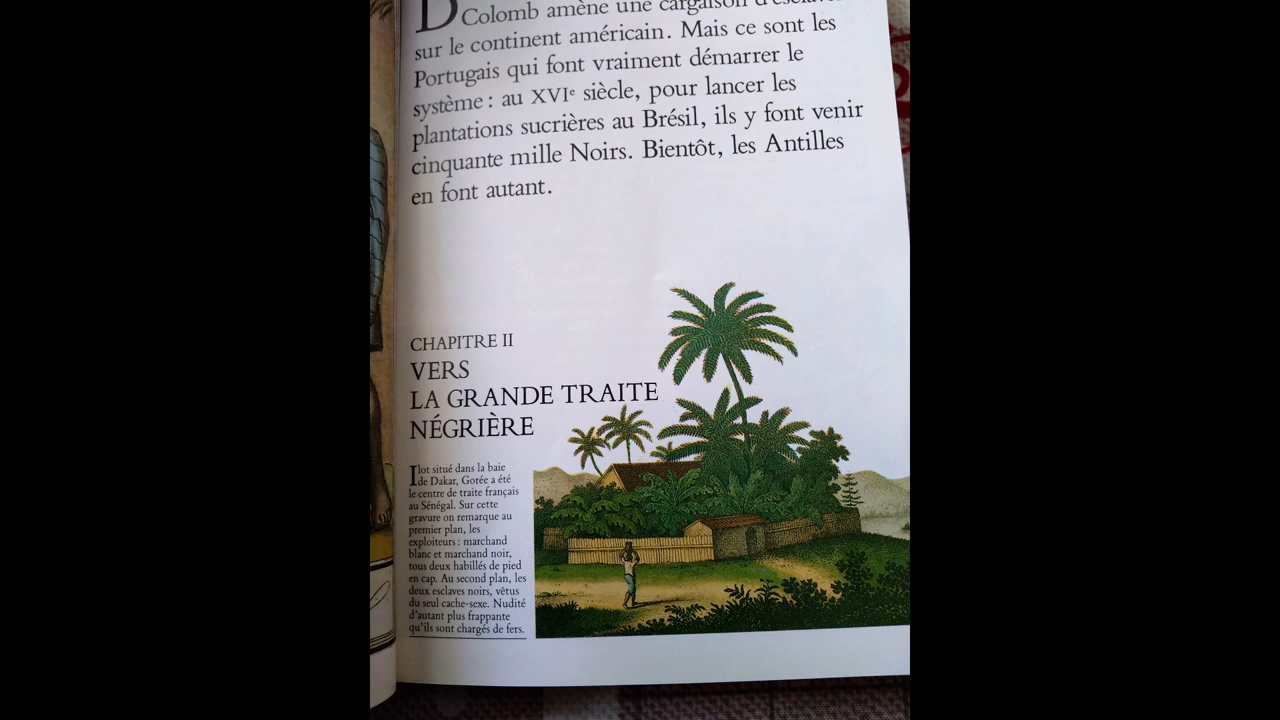 D
Colomb amène une cargaison d'esclaves
sur le continent américain. Mais ce sont les
Portugais qui font vraiment démarrer le
système : au XVIe siècle, pour lancer les
plantations sucrières au Brésil, ils y font venir
cinquante mille Noirs. Bientôt, les Antilles
en font autant.
CHAPITRE II
VERS
LA GRANDE TRAITE
NÉGRIÈRE
Ilot situé dans la baie
de Dakar, Gorée a été
le centre de traite français
au Sénégal. Sur cette
gravure on remarque au
premier plan, les
exploiteurs : marchand
blanc et marchand noir,
tous deux habillés de pied
en cap. Au second plan, les
deux esclaves noirs, vêtus
du seul cache-sexe. Nudité
d'autant plus frappante
qu'ils sont chargés de fers.